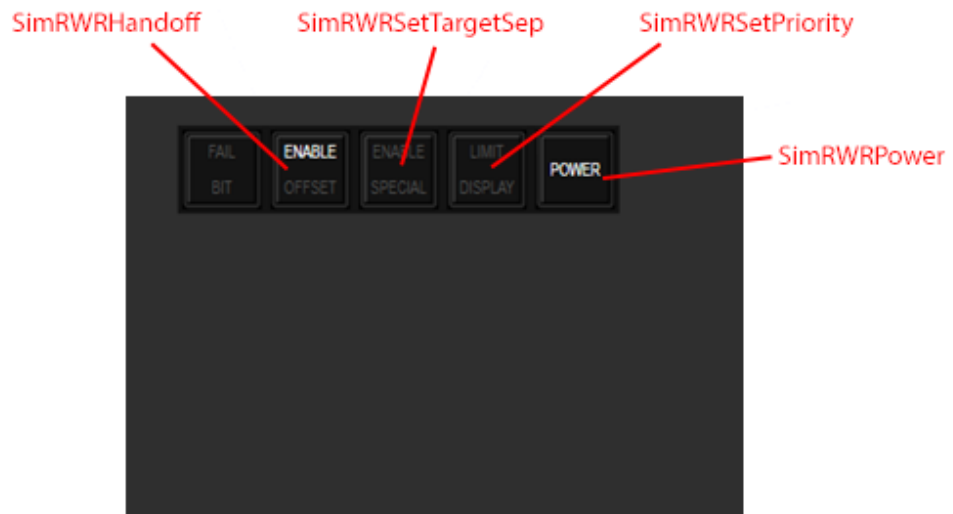 SimRWRHandoff
SimRWRSetTargetSep
SimRWRSetPriority
SimRWRPower
FAIL
BIT
ENABLE
OFFSET
ENABLE
SPECIAL
LIMIT
DISPLAY
POWER